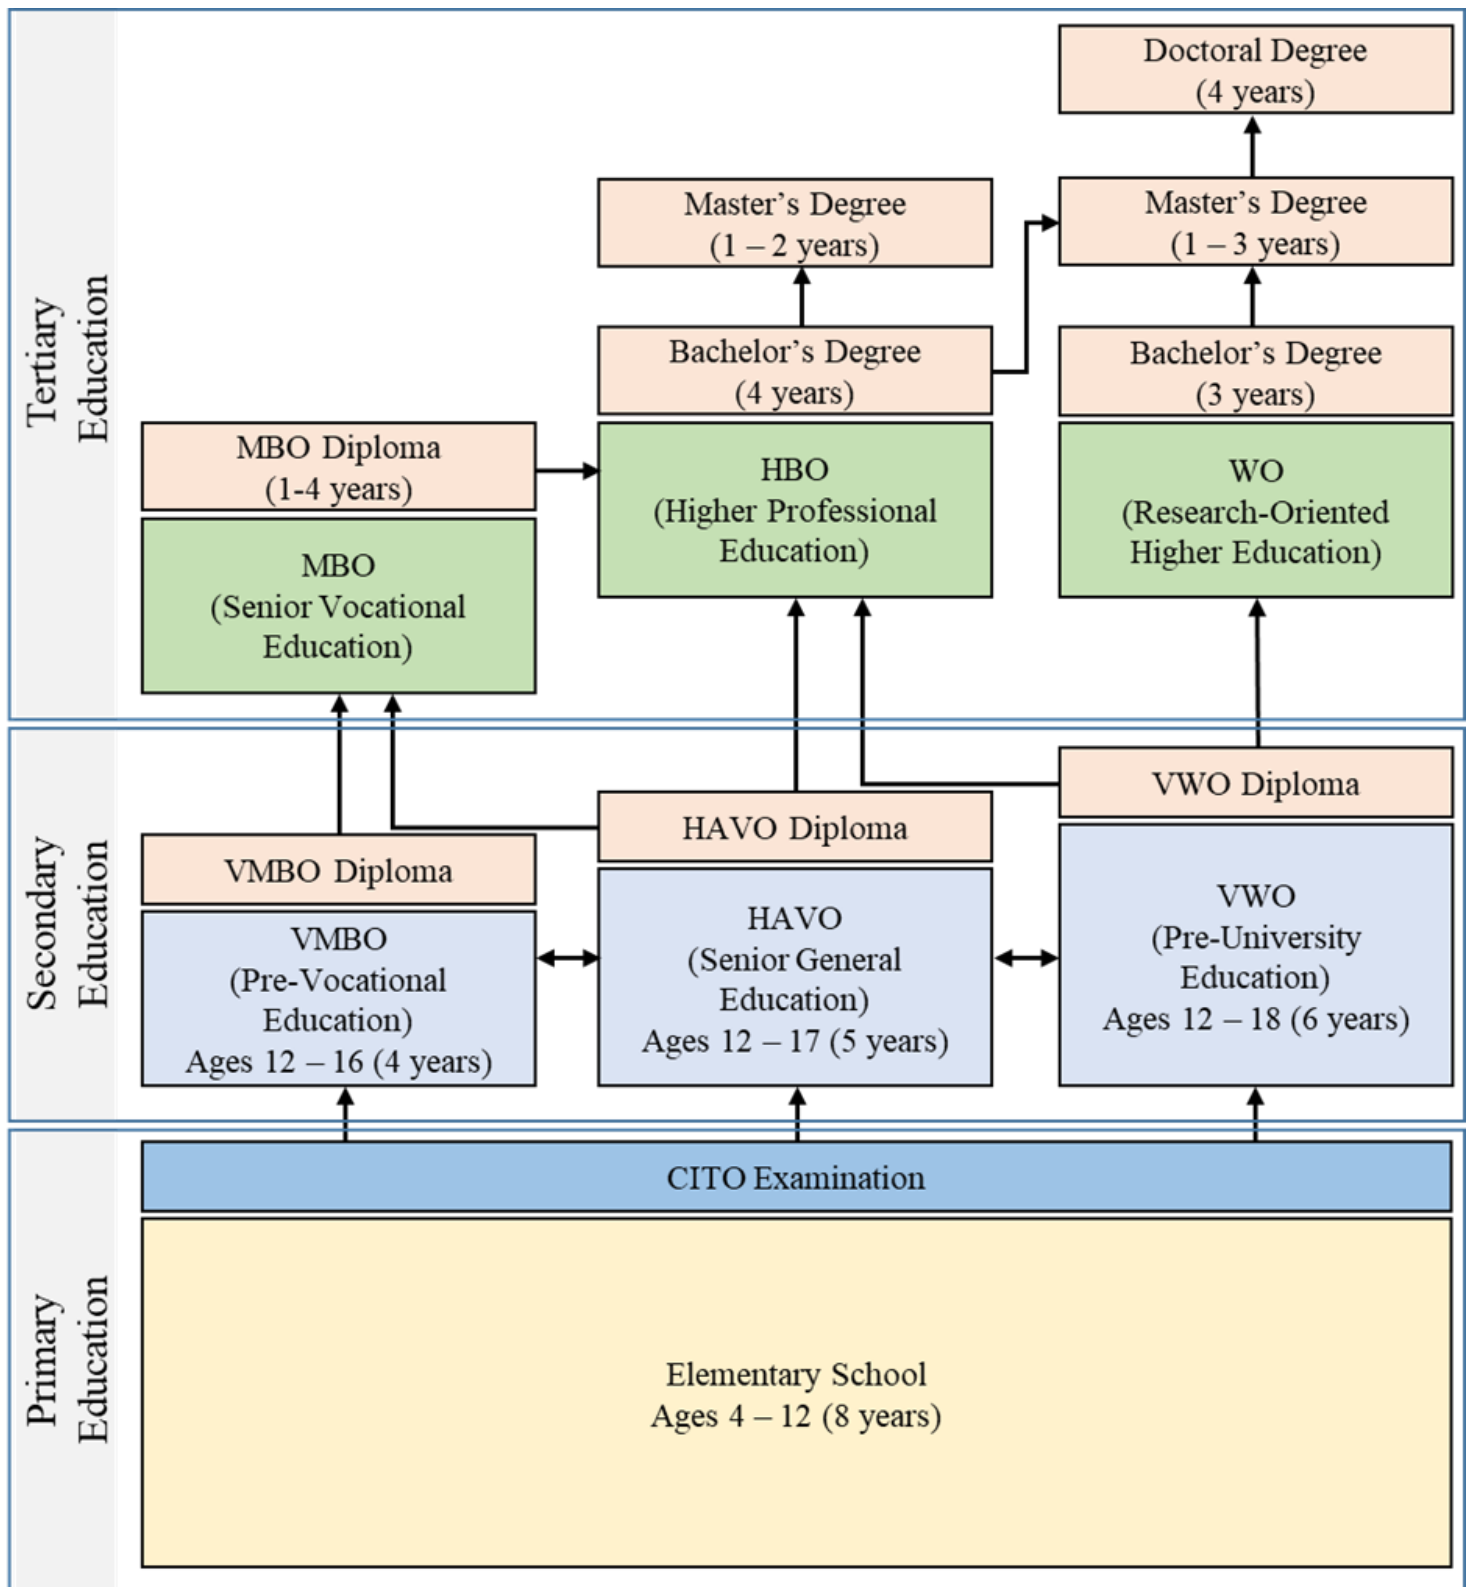 Tertiary
Education
Doctoral Degree
(4 years)
Master's Degree
(1 – 2 years)
Master's Degree
(1 – 3 years)
Bachelor's Degree
(4 years)
Bachelor's Degree
(3 years)
MBO Diploma
(1-4 years)
HBO
(Higher Professional
Education)
WO
(Research-Oriented
Higher Education)
MBO
(Senior Vocational
Education)
Secondary
Education
VWO Diploma
HAVO Diploma
VMBO Diploma
VMBO
(Pre-Vocational
Education)
Ages 12 – 16 (4 years)
HAVO
(Senior General
Education)
Ages 12 – 17 (5 years)
VWO
(Pre-University
Education)
Ages 12 – 18 (6 years)
Primary
Education
CITO Examination
Elementary School
Ages 4 – 12 (8 years)